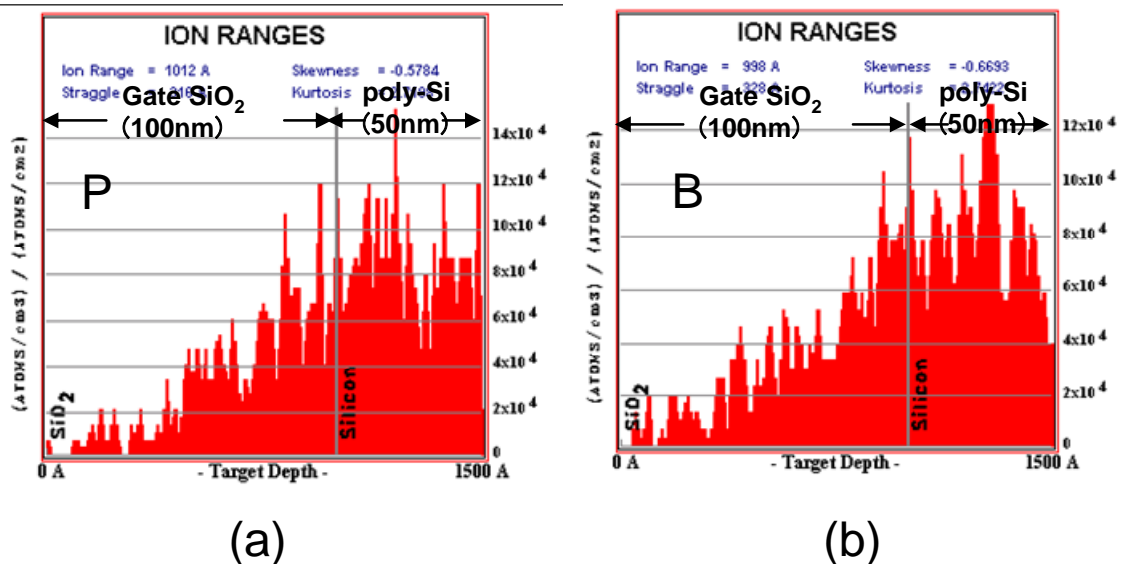 ION RANGES
Ion Range = 1012 A Skewness = -0.5784
Straggle Kurtosis
Gate SiO2 poly-Si
(100nm) (50nm)
14x10 4
12x10 4
10x10 4
8x10 4
6x10 4
4x10 4
2x10 4
0
P
(ATOMS/cm3) / (ATOMS/cm2)
SiO2
Silicon
0 A - Target Depth - 1500 A
(a)
ION RANGES
Ion Range = 998 A Skewness = -0.6693
Straggle = 328 A Kurtosis
Gate SiO2 poly-Si
(100nm) (50nm)
12x10 4
10x10 4
8x10 4
6x10 4
4x10 4
2x10 4
0
B
(ATOMS/cm3) / (ATOMS/cm2)
SiO2
Silicon
0 A - Target Depth - 1500 A
(b)